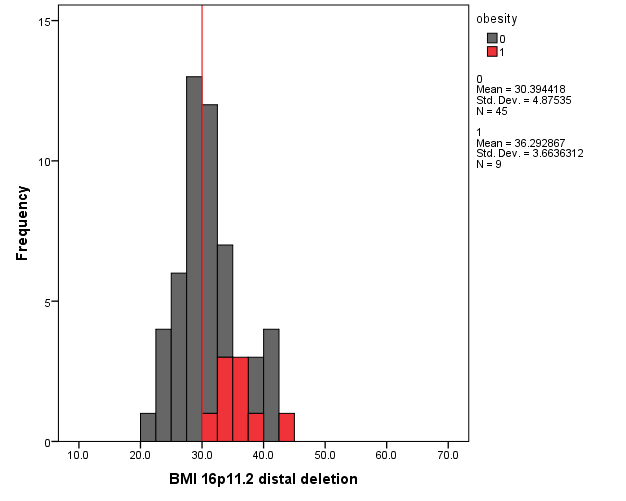 obesity
0
1
0
Mean = 30.394418
Std. Dev. = 4.87535
N = 45
1
Mean = 36.292867
Std. Dev. = 3.6636312
N = 9
Frequency
15
10
5
0
10.0 20.0 30.0 40.0 50.0 60.0 70.0
BMI 16p11.2 distal deletion